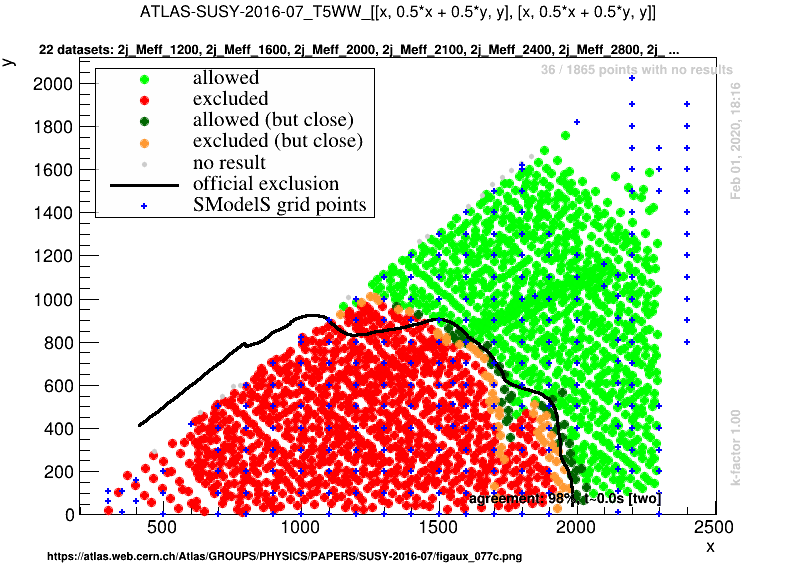 ATLAS-SUSY-2016-07_T5WW_[[x, 0.5*x + 0.5*y, y], [x, 0.5*x + 0.5*y, y]]
22 datasets: 2j_Meff_1200, 2j_Meff_1600, 2j_Meff_2000, 2j_Meff_2100, 2j_Meff_2400, 2j_Meff_2800, 2j_ ...
y
36 / 1865 points with no results
allowed
excluded
allowed (but close)
excluded (but close)
no result
official exclusion
SModelS grid points
Feb 01, 2020, 18:16
k-factor 1.00
2000
1800
1600
1400
1200
1000
800
600
400
200
0
agreement: 98%, t~0.0s [two]
500
1000
1500
2000
2500
x
https://atlas.web.cern.ch/Atlas/GROUPS/PHYSICS/PAPERS/SUSY-2016-07/figaux_077c.png